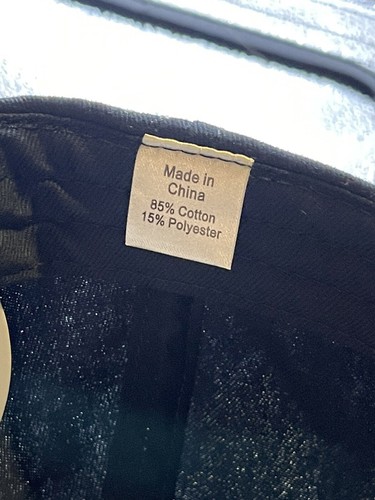 Made in
China
85% Cotton
15% Polyester